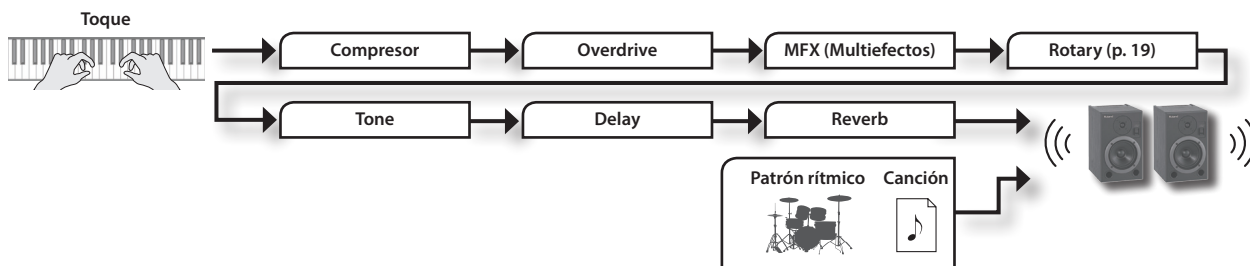 Toque
Compresor
Overdrive
MFX (Multiefectos)
Rotary (p. 19)
Tone
Delay
Reverb
Patrón rítmico
Canción